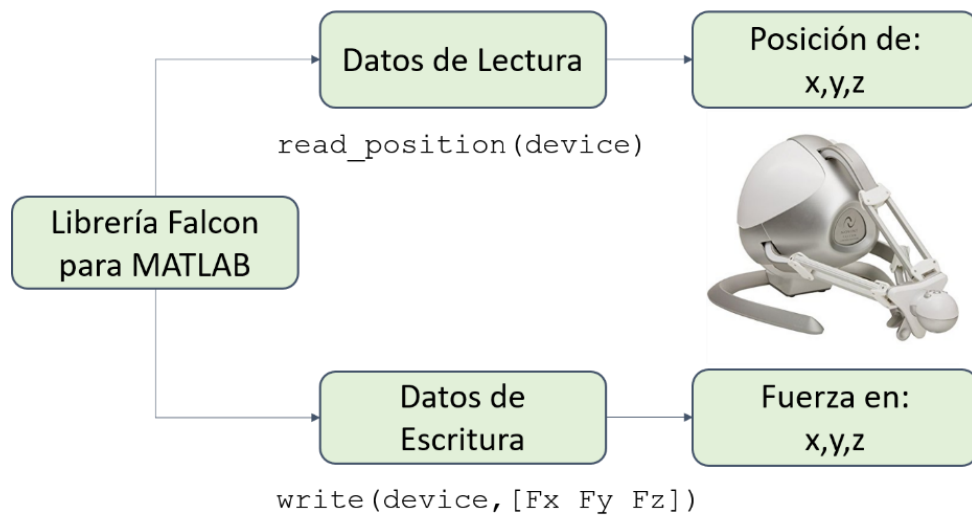 Datos de Lectura
Posición de:
x,y,z
read_position(device)
Librería Falcon
para MATLAB
Datos de
Escritura
Fuerza en:
x,y,z
write(device,[Fx Fy Fz])